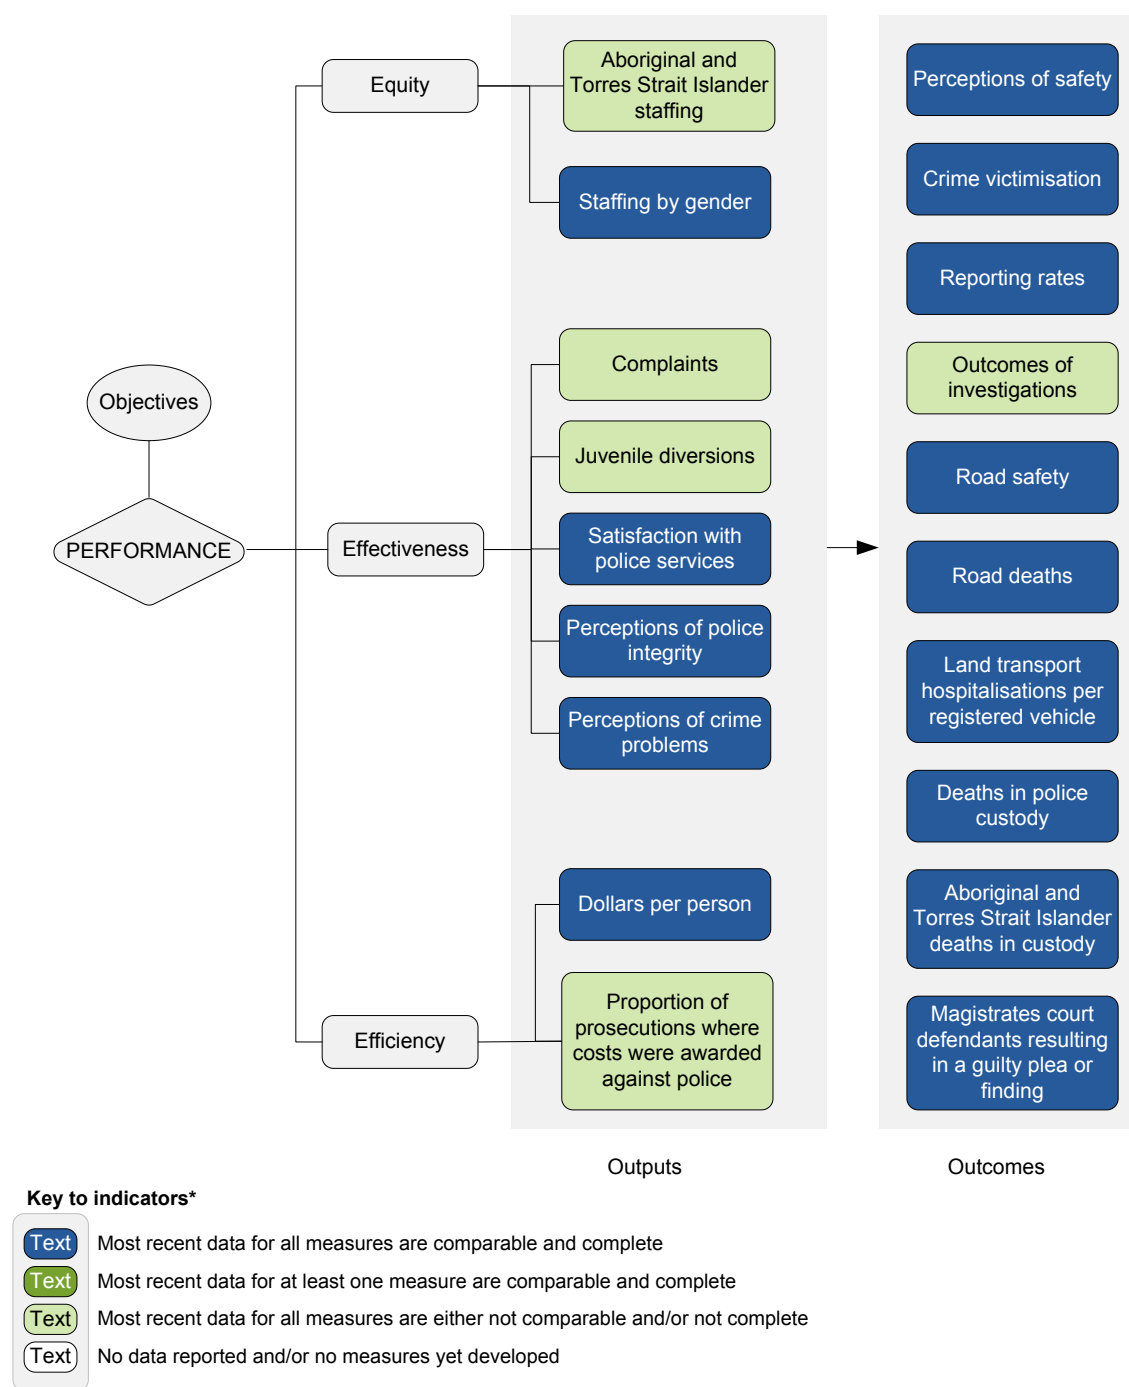 Objectives
PERFORMANCE
Equity
Aboriginal and
Torres Strait Islander
staffing
Staffing by gender
Effectiveness
Complaints
Juvenile diversions
Satisfaction with
police services
Perceptions of police
integrity
Perceptions of crime
problems
Efficiency
Dollars per person
Proportion of
prosecutions where
costs were awarded
against police
Outputs
Perceptions of safety
Crime victimisation
Reporting rates
Outcomes of
investigations
Road safety
Road deaths
Land transport
hospitalisations per
registered vehicle
Deaths in police
custody
Aboriginal and
Torres Strait Islander
deaths in custody
Magistrates court
defendants resulting
in a guilty plea or
finding
Outcomes
Key to indicators*
Text Most recent data for all measures are comparable and complete
Text Most recent data for at least one measure are comparable and complete
Text Most recent data for all measures are either not comparable and/or not complete
Text No data reported and/or no measures yet developed